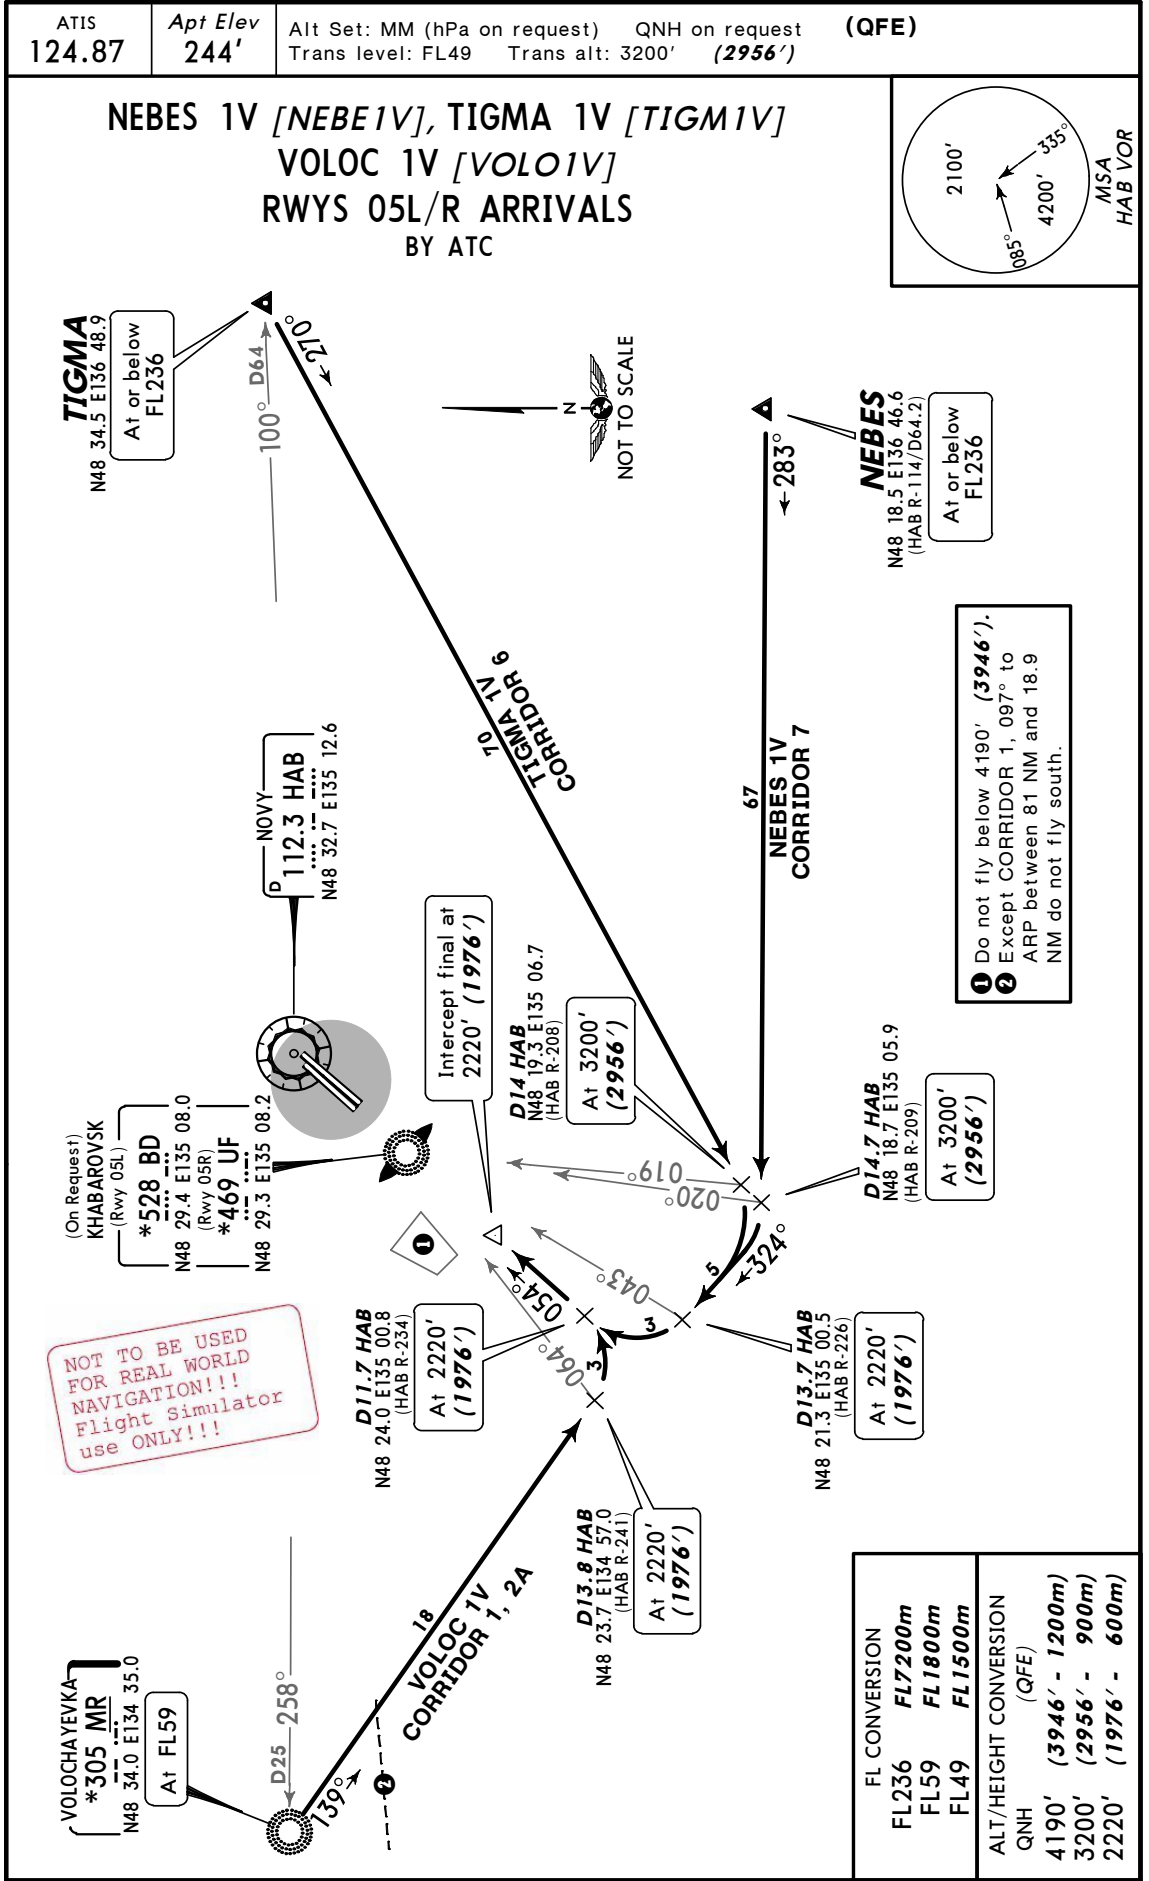 ATIS
124.87
Apt Elev
244'
Alt Set: MM (hPa on request) QNH on request (QFE)
Trans level: FL49 Trans alt: 3200' (2956')
NEBES 1V [NEBE1V], TIGMA 1V [TIGM1V]
VOLOC 1V [VOLO1V]
RWYS 05L/R ARRIVALS
BY ATC
2100'
4200'
335°
085°
MSA
HAB VOR
TIGMA
N48 34.5 E136 48.9
At or below
FL236
270°
100°
D64
N
NOT TO SCALE
NEBES
N48 18.5 E136 46.6
(HAB R-114/D64.2)
At or below
FL236
283°
70
TIGMA 1V
CORRIDOR 6
67
NEBES 1V
CORRIDOR 7
NOVY
D
112.3 HAB
N48 32.7 E135 12.6
(On Request)
KHABAROVSK
(Rwy 05L)
*528 BD
N48 29.4 E135 08.0
(Rwy 05R)
*469 UF
N48 29.3 E135 08.2
Intercept final at
2220' (1976')
D14 HAB
N48 19.3 E135 06.7
(HAB R-208)
At 3200'
(2956')
D14.7 HAB
N48 18.7 E135 05.9
(HAB R-209)
At 3200'
(2956')
1 Do not fly below 4190' (3946').
2 Except CORRIDOR 1, 097° to
ARP between 81 NM and 18.9
NM do not fly south.
019°
020°
043°
064°
054°
324°
5
3
3
1
D11.7 HAB
N48 24.0 E135 00.8
(HAB R-234)
At 2220'
(1976')
D13.7 HAB
N48 21.3 E135 00.5
(HAB R-226)
At 2220'
(1976')
D13.8 HAB
N48 23.7 E134 57.0
(HAB R-241)
At 2220'
(1976')
NOT TO BE USED
FOR REAL WORLD
NAVIGATION!!!
Flight Simulator
use ONLY!!!
VOLOCHAYEVKA
*305 MR
N48 34.0 E134 35.0
At FL59
D25
258°
139°
2
18
VOLOC 1V
CORRIDOR 1, 2A
FL CONVERSION
FL236 FL7200m
FL59 FL1800m
FL49 FL1500m
ALT/HEIGHT CONVERSION
QNH (QFE)
4190' (3946' - 1200m)
3200' (2956' - 900m)
2220' (1976' - 600m)